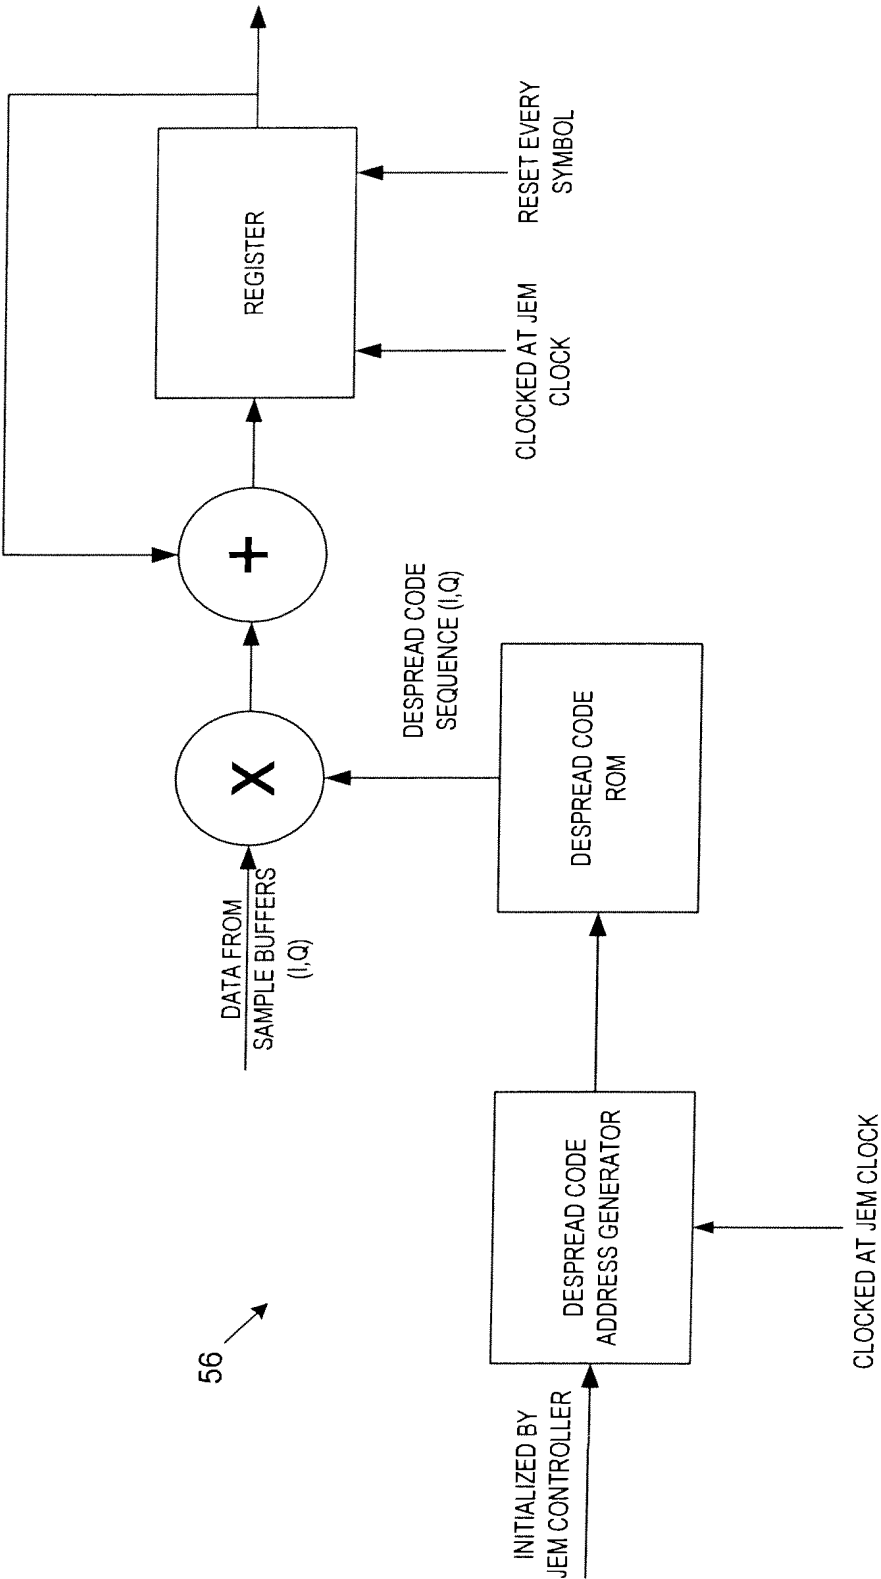 56
INITIALIZED BY
JEM CONTROLLER
DESPREAD CODE
ADDRESS GENERATOR
CLOCKED AT JEM CLOCK
DATA FROM
SAMPLE BUFFERS
(I,Q)
X
DESPREAD CODE
SEQUENCE (I,Q)
DESPREAD CODE
ROM
+
REGISTER
CLOCKED AT JEM
CLOCK
RESET EVERY
SYMBOL